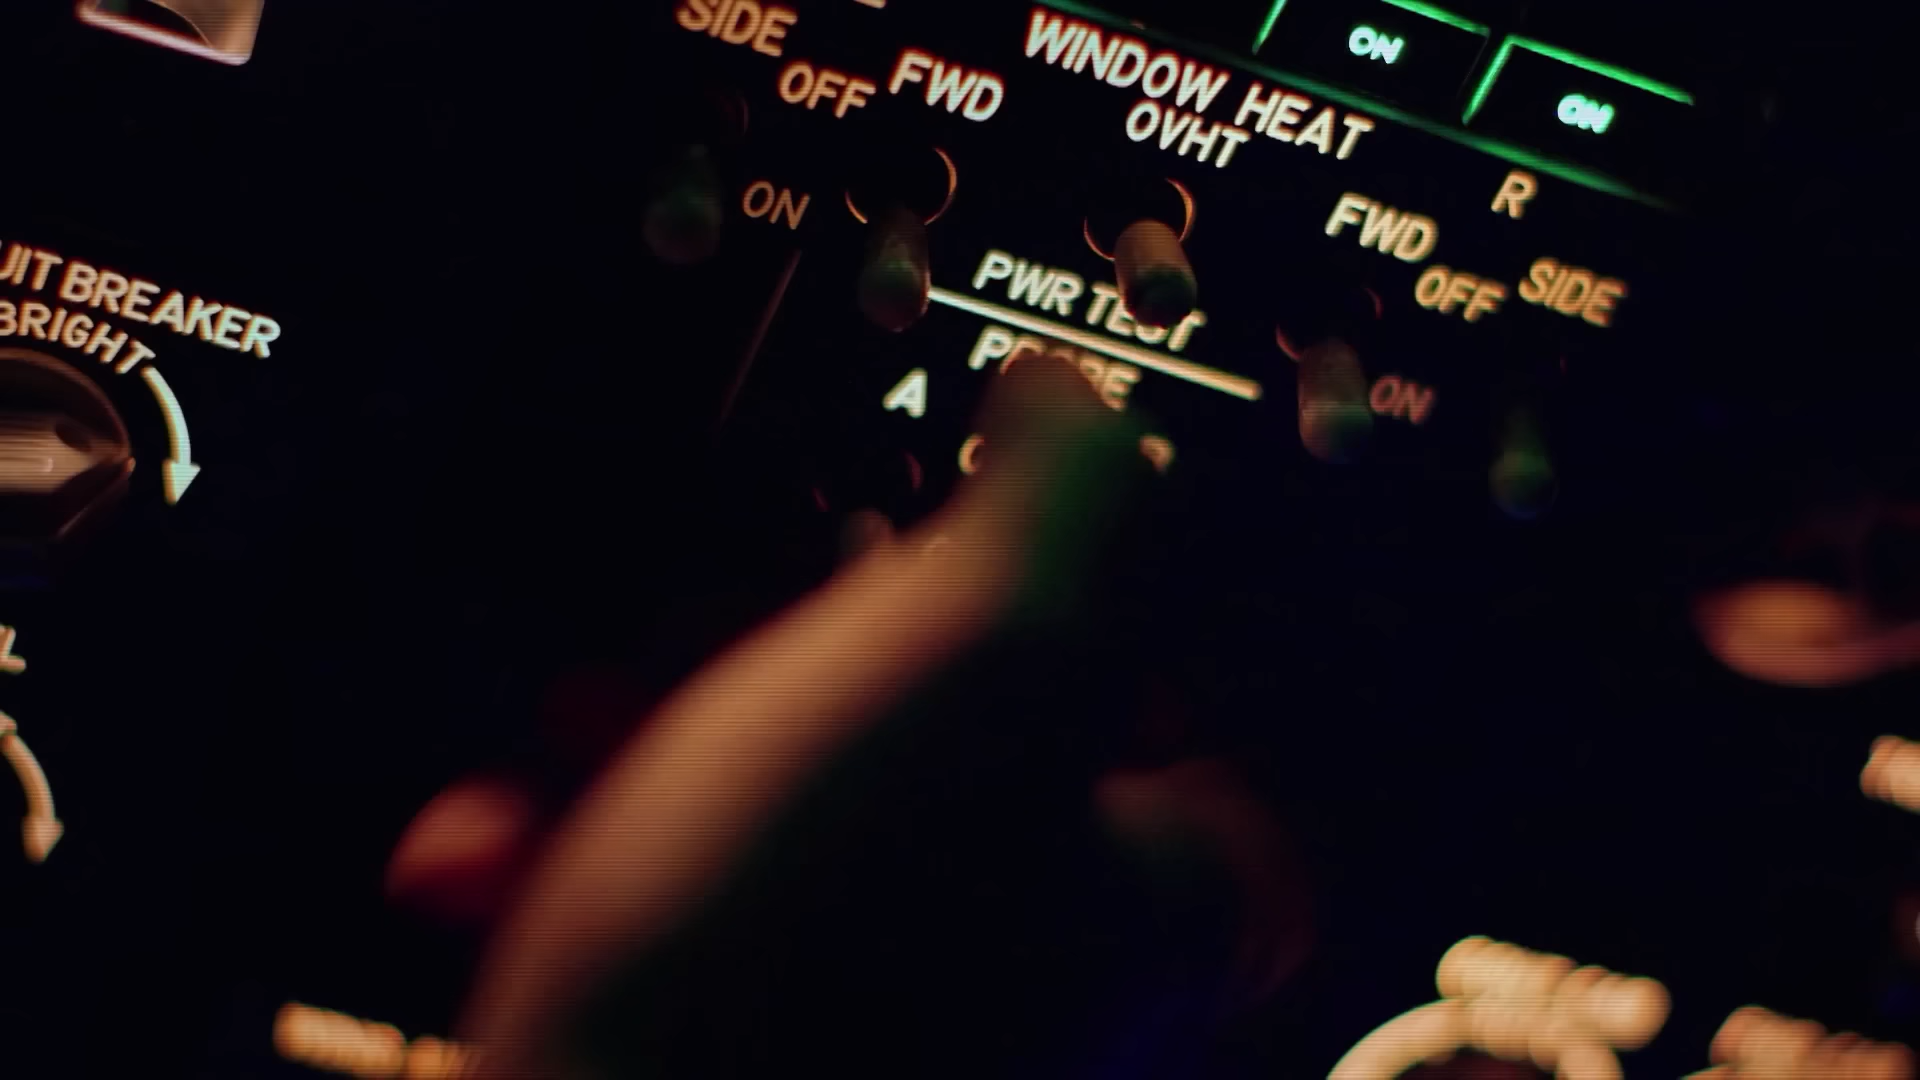 SIDE
OFF
FWD
ON
WINDOW HEAT
OVHT
ON
ON
R
FWD
OFF
SIDE
ON
PWR TEST
A
UIT BREAKER
BRIGHT
L